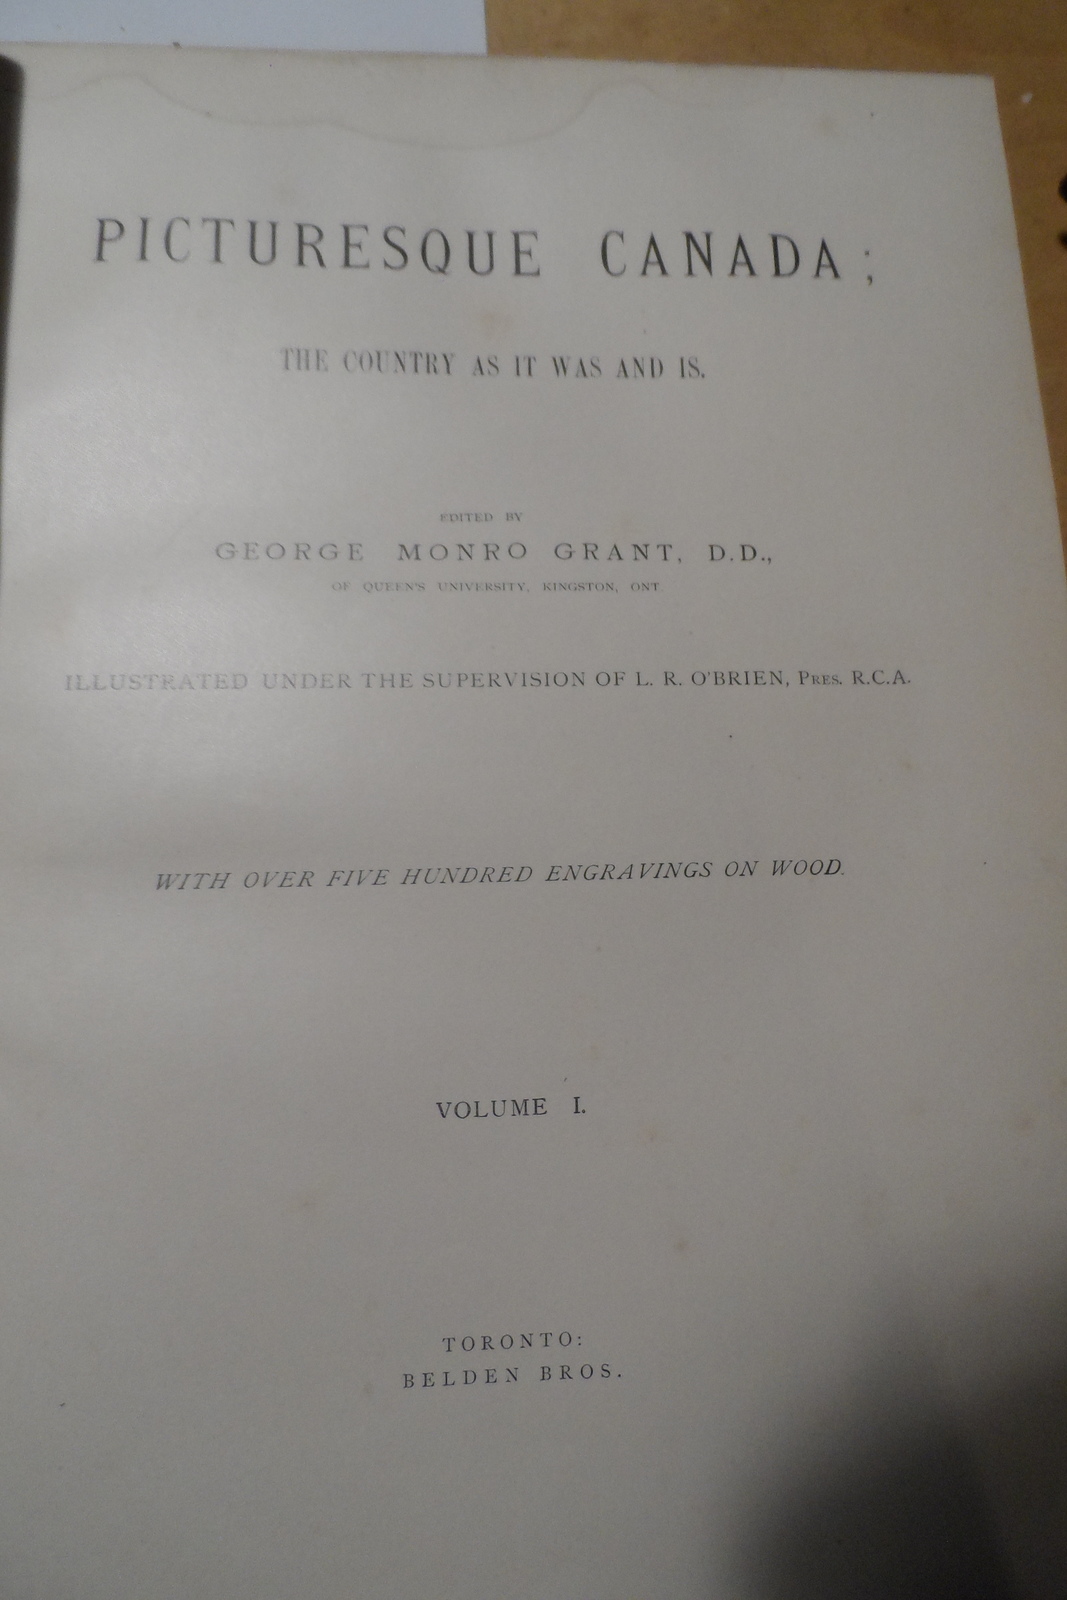 PICTURESQUE CANADA;
THE COUNTRY AS IT WAS AND IS.
EDITED BY
GEORGE MONRO GRANT, D.D.,
OF QUEEN'S UNIVERSITY, KINGSTON, ONT.
ILLUSTRATED UNDER THE SUPERVISION OF L. R. O'BRIEN, PRES. R.C.A.
WITH OVER FIVE HUNDRED ENGRAVINGS ON WOOD.
VOLUME I.
TORONTO:
BELDEN BROS.